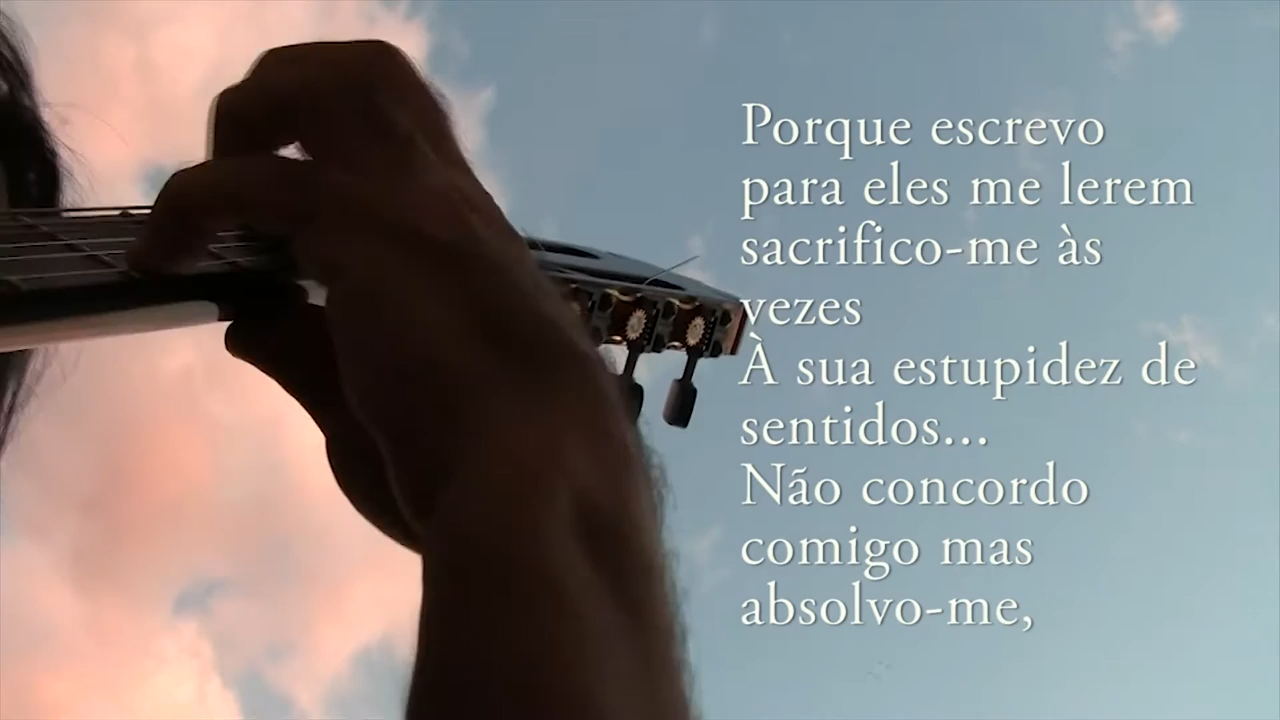 Porque escrevo
para eles me lerem
sacrifico-me às
vezes
À sua estupidez de
sentidos...
Não concordo
comigo mas
absolvo-me,